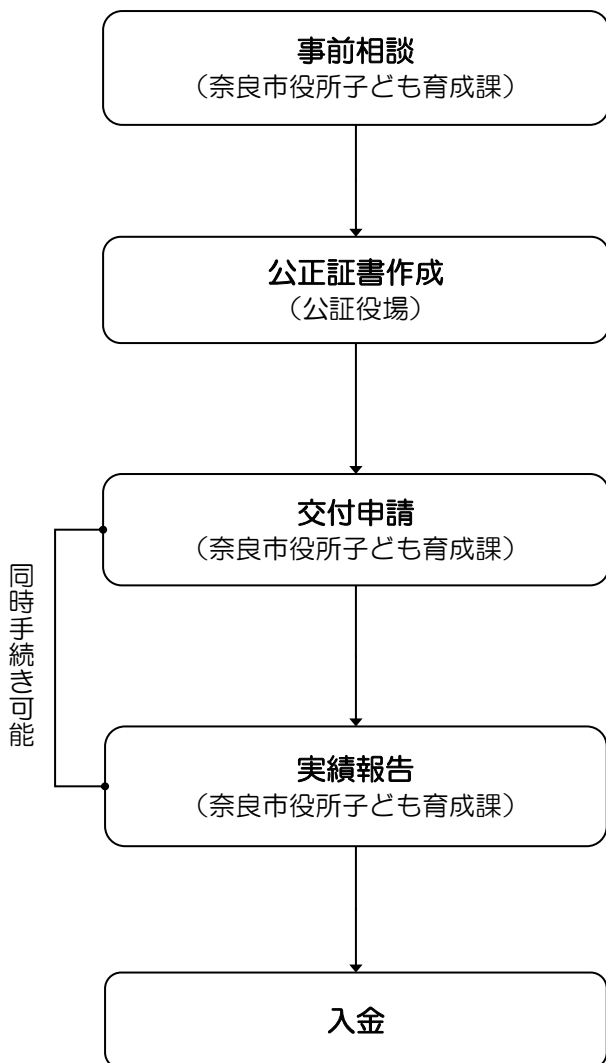 事前相談
（奈良市役所子ども育成課）
公正証書作成
（公証役場）
交付申請
（奈良市役所子ども育成課）
同時手続き可能
実績報告
（奈良市役所子ども育成課）
入金